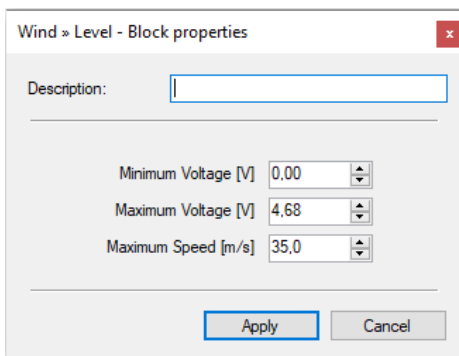 Wind » Level - Block properties
x
Description:
Minimum Voltage [V] 0,00
Maximum Voltage [V] 4,68
Maximum Speed [m/s] 35,0
Apply Cancel